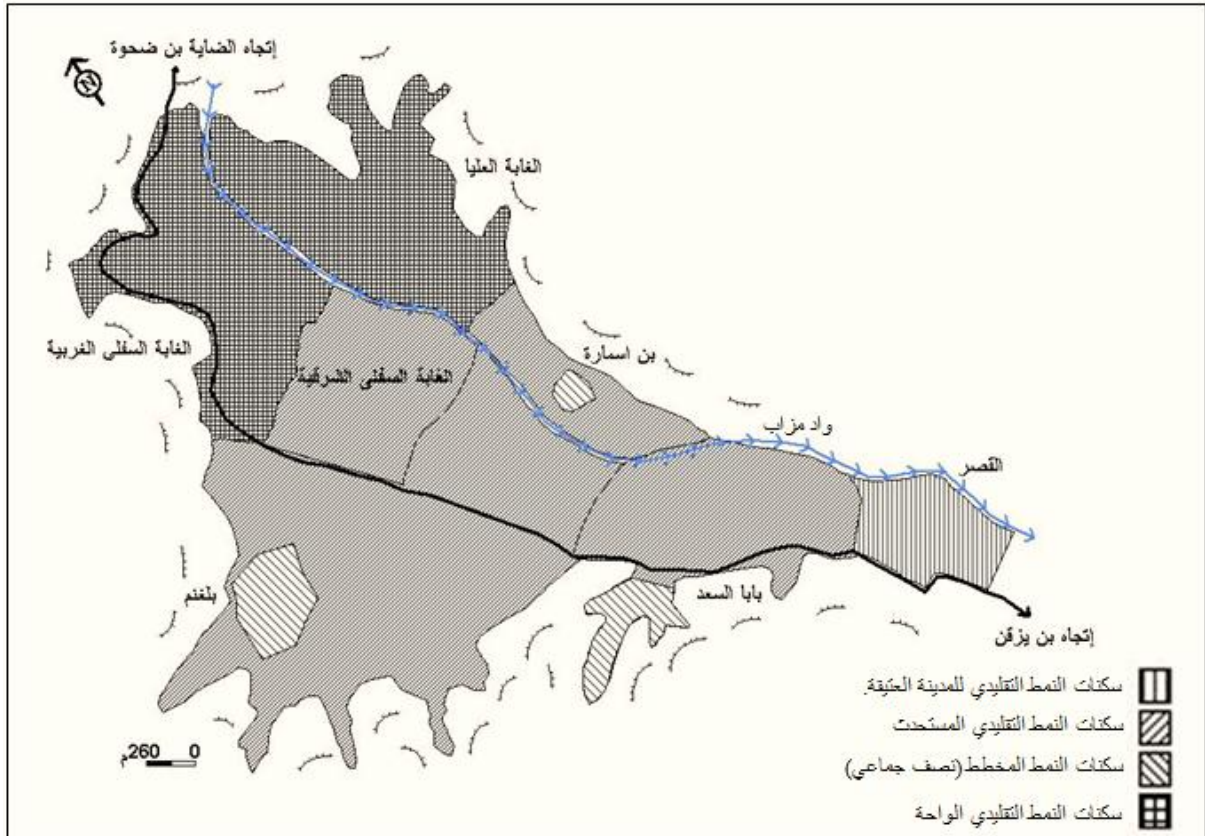 إتجاه الضاية بن ضحوة
N
الغابة العليا
الغابة السفلى الغربية
الغابة السفلى الشرقية
بن اسمارة
واد مزاب
القصر
بلغنم
بابا السعد
إتجاه بن يزقن
260 0 م
سكنات النمط التقليدي للمدينة العتيقة.
سكنات النمط التقليدي المستحدث
سكنات النمط المخطط(نصف جماعي)
سكنات النمط التقليدي الواحة